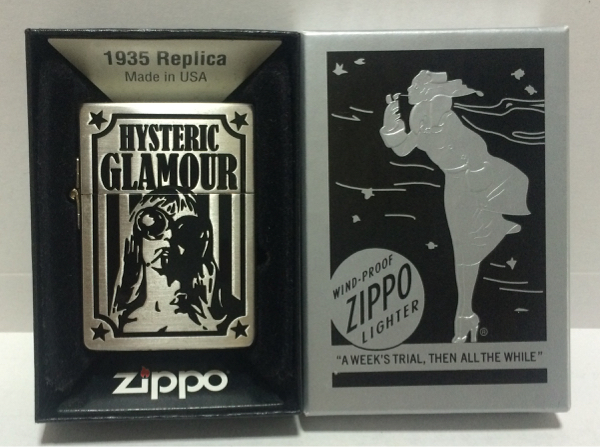 1935 Replica
Made in USA
HYSTERIC
GLAMOUR
zippo
WIND-PROOF
ZIPPO
LIGHTER
®
"A WEEK'S TRIAL, THEN ALL THE WHILE"